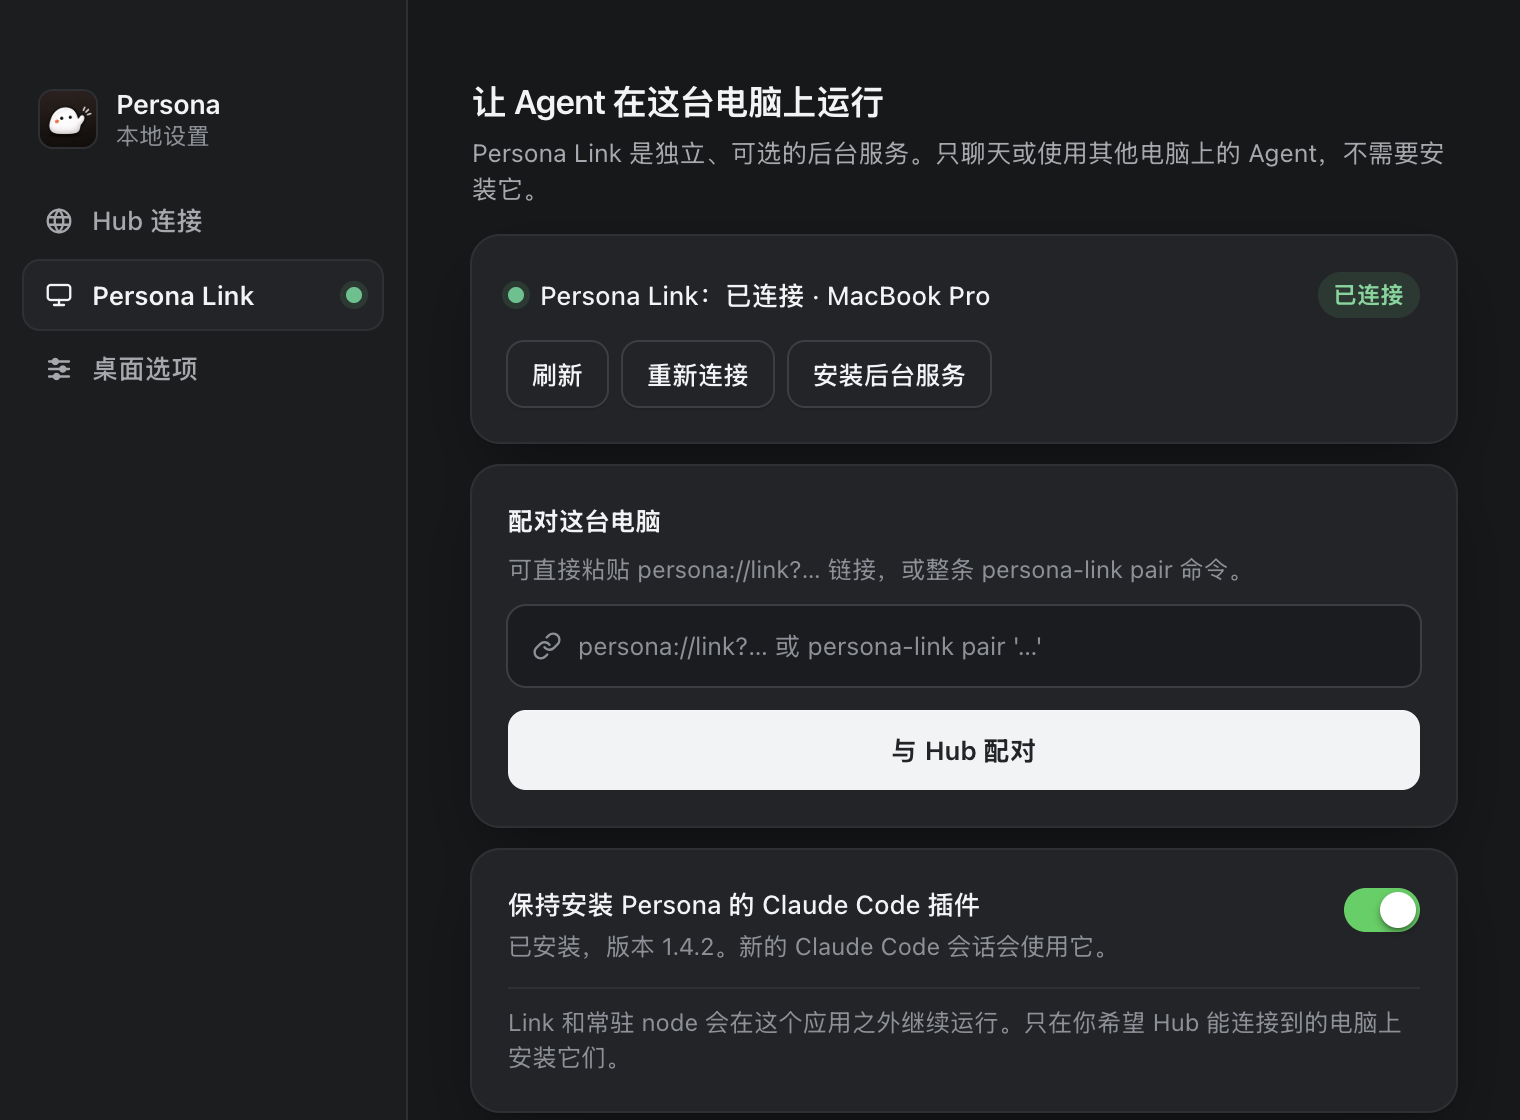 Persona
本地设置
Hub 连接
Persona Link
桌面选项
让 Agent 在这台电脑上运行
Persona Link 是独立、可选的后台服务。只聊天或使用其他电脑上的 Agent，不需要安
装它。
Persona Link：已连接 · MacBook Pro
已连接
刷新
重新连接
安装后台服务
配对这台电脑
可直接粘贴 persona://link?... 链接，或整条 persona-link pair 命令。
persona://link?... 或 persona-link pair '...'
与 Hub 配对
保持安装 Persona 的 Claude Code 插件
已安装，版本 1.4.2。新的 Claude Code 会话会使用它。
Link 和常驻 node 会在这个应用之外继续运行。只在你希望 Hub 能连接到的电脑上
安装它们。